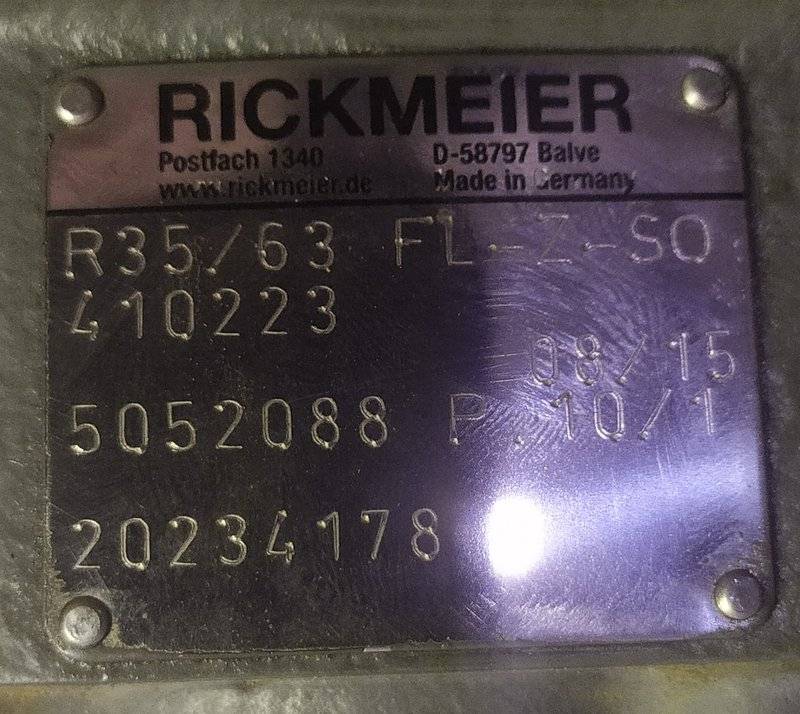 RICKMEIER
Postfach 1340 D-58797 Balve
www.rickmeier.de Made in Germany
R35/63 FL-Z-SO
410223
08/15
5052088 P.10/1
20234178